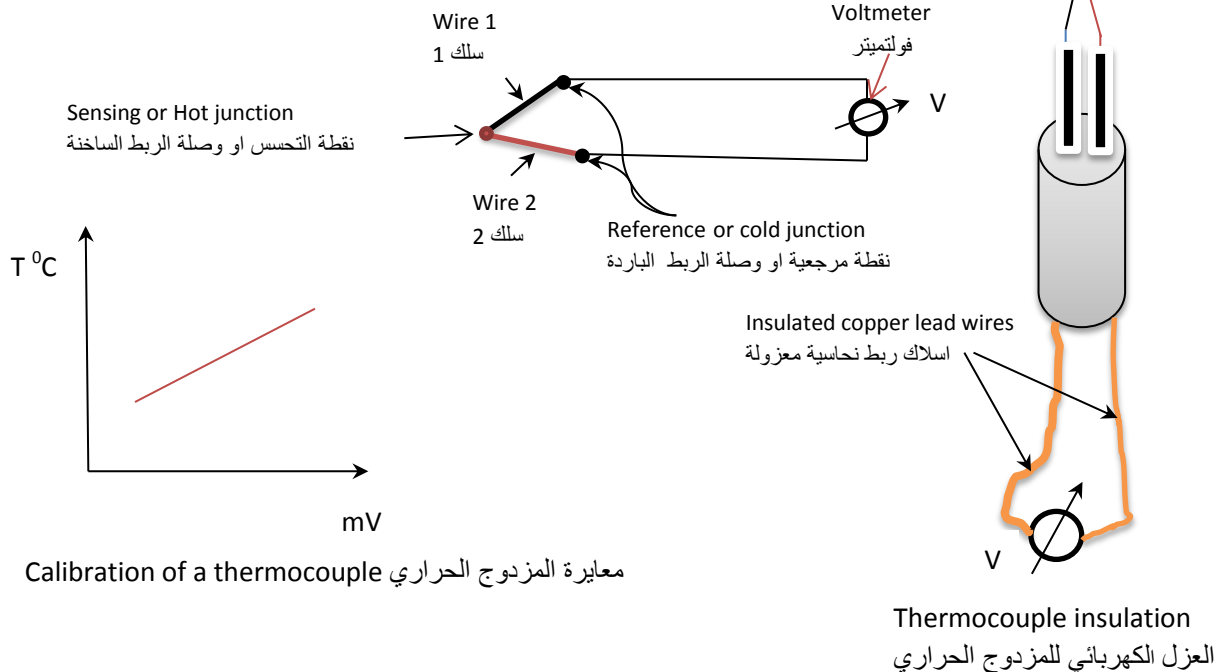 Voltmeter
فولتميتر
Wire 1
سلك 1
V
Sensing or Hot junction
نقطة التحسس او وصلة الربط الساخنة
Wire 2
سلك 2
Reference or cold junction
نقطة مرجعية او وصلة الربط الباردة
T ⁰C
Insulated copper lead wires
اسلاك ربط نحاسية معزولة
mV
V
Calibration of a thermocouple معايرة المزدوج الحراري
Thermocouple insulation
العزل الكهربائي للمزدوج الحراري